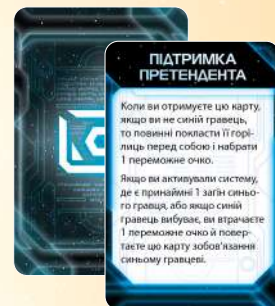 ПІДТРИМКА
ПРЕТЕНДЕНТА
Коли ви отримуєте цю карту,
якщо ви не синій гравець,
то повинні покласти її горі-
лиць перед собою і набрати
1 переможне очко.
Якщо ви активували систему,
де є принаймні 1 загін синьо-
го гравця, або якщо синій
гравець вибуває, ви втрачаєте
1 переможне очко й повер-
таєте цю карту зобов'язання
синьому гравцеві.